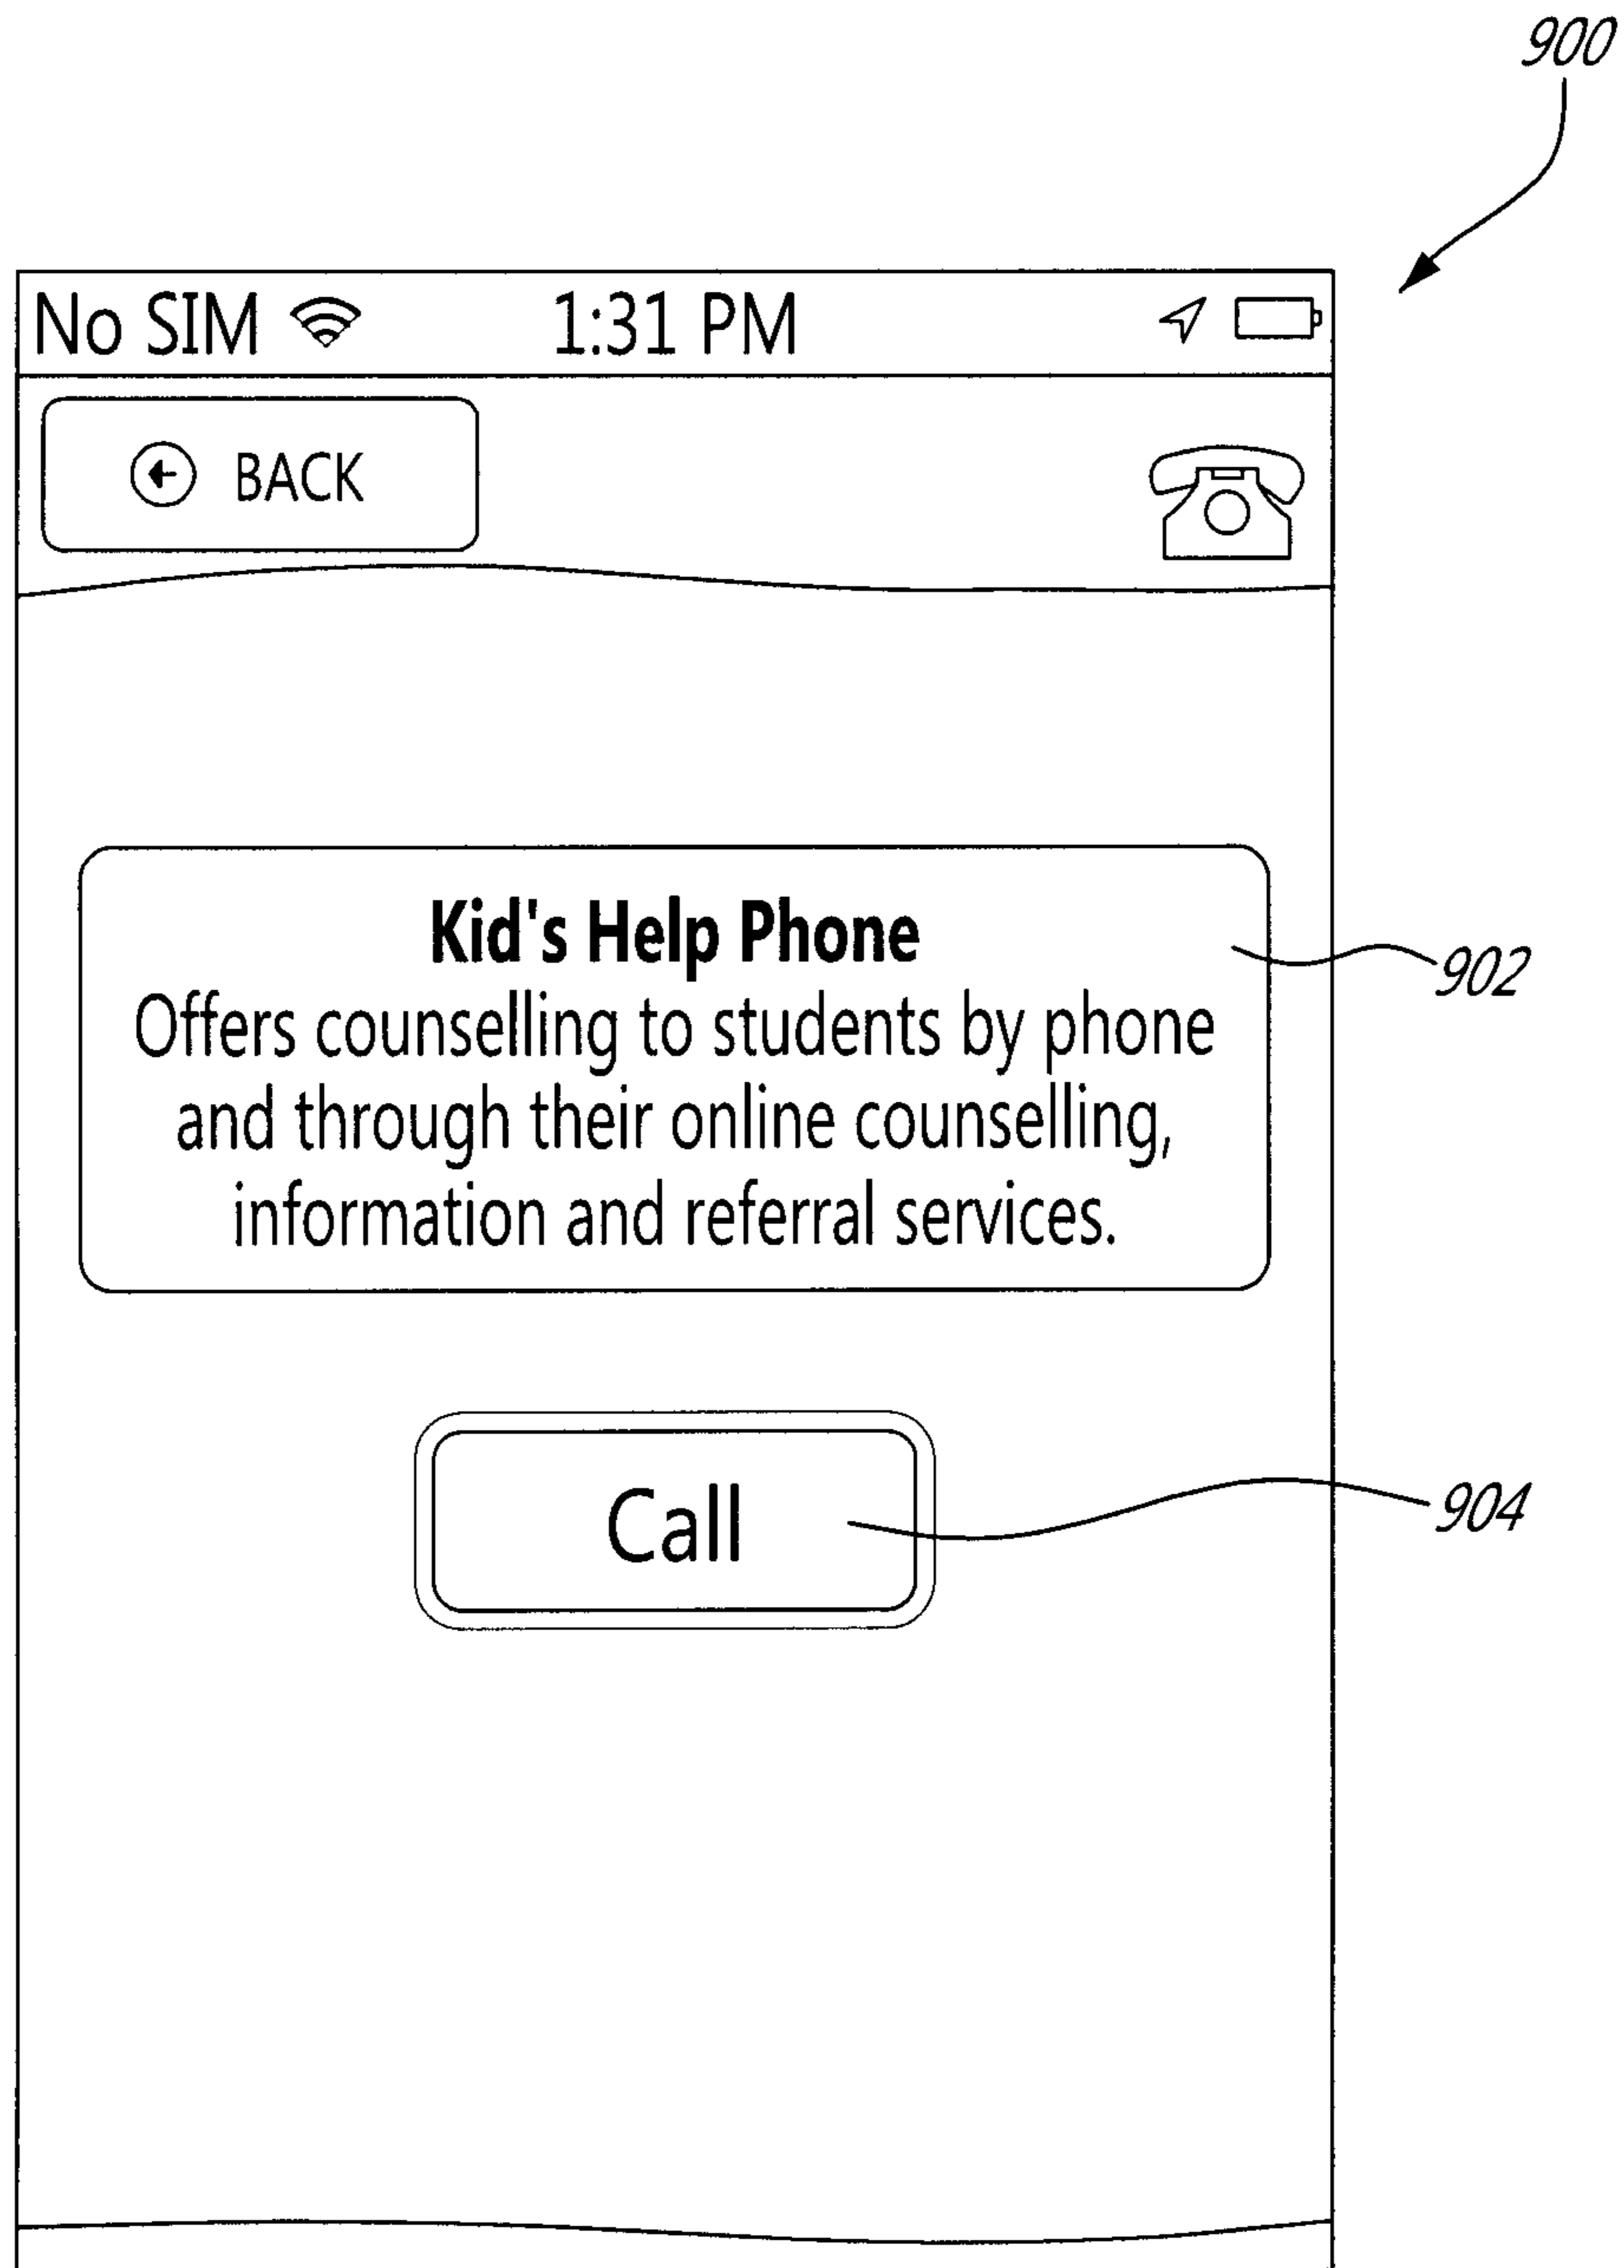 900
No SIM 1:31 PM
BACK
Kid's Help Phone
Offers counselling to students by phone
and through their online counselling,
information and referral services.
902
Call
904